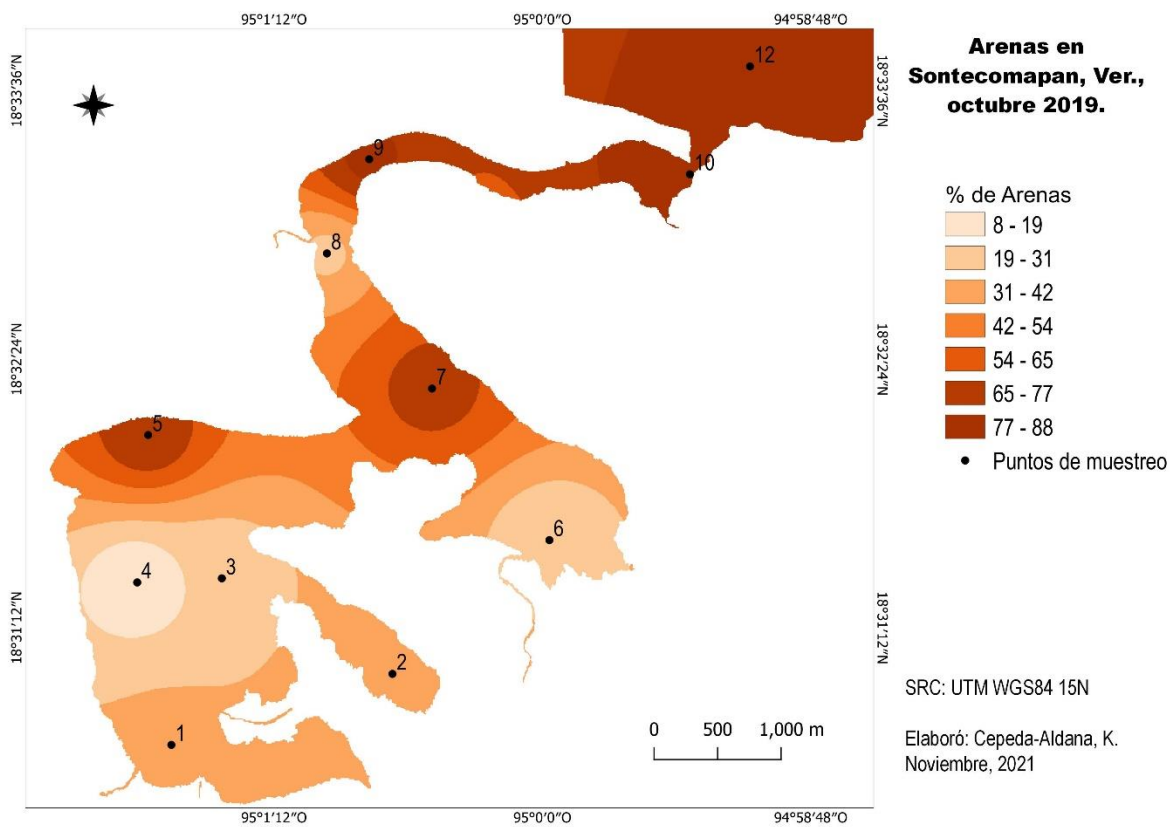 95°1'12"O 95°0'0"O 94°58'48"O
18°33'36"N
18°32'24"N
18°31'12"N
12
9
10
8
7
5
6
4
3
2
1
18°33'36"N
18°32'24"N
18°31'12"N
0 500 1,000 m
95°1'12"O 95°0'0"O 94°58'48"O
Arenas en
Sontecomapan, Ver.,
octubre 2019.
% de Arenas
8 - 19
19 - 31
31 - 42
42 - 54
54 - 65
65 - 77
77 - 88
Puntos de muestreo
SRC: UTM WGS84 15N
Elaboró: Cepeda-Aldana, K.
Noviembre, 2021